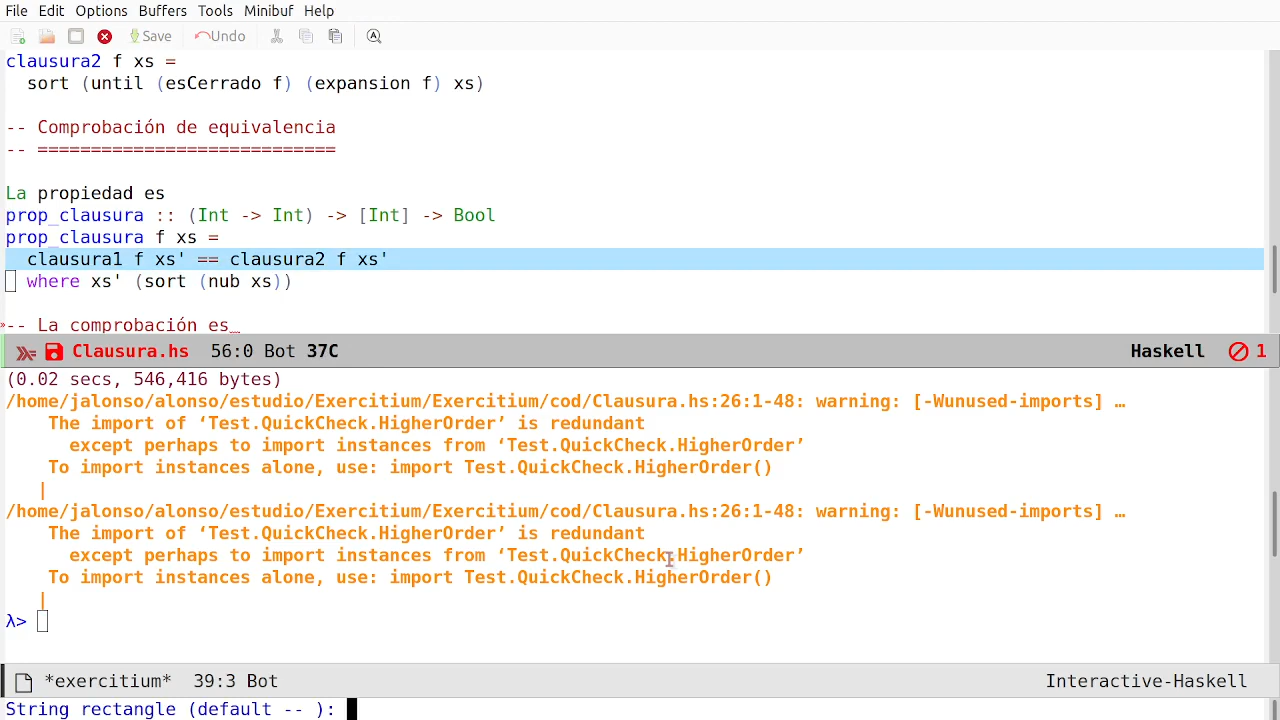 File Edit Options Buffers Tools Minibuf Help
Save Undo
clausura2 f xs =
  sort (until (esCerrado f) (expansion f) xs)
-- Comprobación de equivalencia
-- ============================
La propiedad es
prop_clausura :: (Int -> Int) -> [Int] -> Bool
prop_clausura f xs =
  clausura1 f xs' == clausura2 f xs'
  where xs' (sort (nub xs))
»-- La comprobación es_
Clausura.hs 56:0 Bot 37C Haskell 1
(0.02 secs, 546,416 bytes)
/home/jalonso/alonso/estudio/Exercitium/Exercitium/cod/Clausura.hs:26:1-48: warning: [-Wunused-imports] …
    The import of ‘Test.QuickCheck.HigherOrder’ is redundant
      except perhaps to import instances from ‘Test.QuickCheck.HigherOrder’
    To import instances alone, use: import Test.QuickCheck.HigherOrder()
   |
/home/jalonso/alonso/estudio/Exercitium/Exercitium/cod/Clausura.hs:26:1-48: warning: [-Wunused-imports] …
    The import of ‘Test.QuickCheck.HigherOrder’ is redundant
      except perhaps to import instances from ‘Test.QuickCheck.HigherOrder’
    To import instances alone, use: import Test.QuickCheck.HigherOrder()
   |
λ>
*exercitium* 39:3 Bot Interactive-Haskell
String rectangle (default -- ):